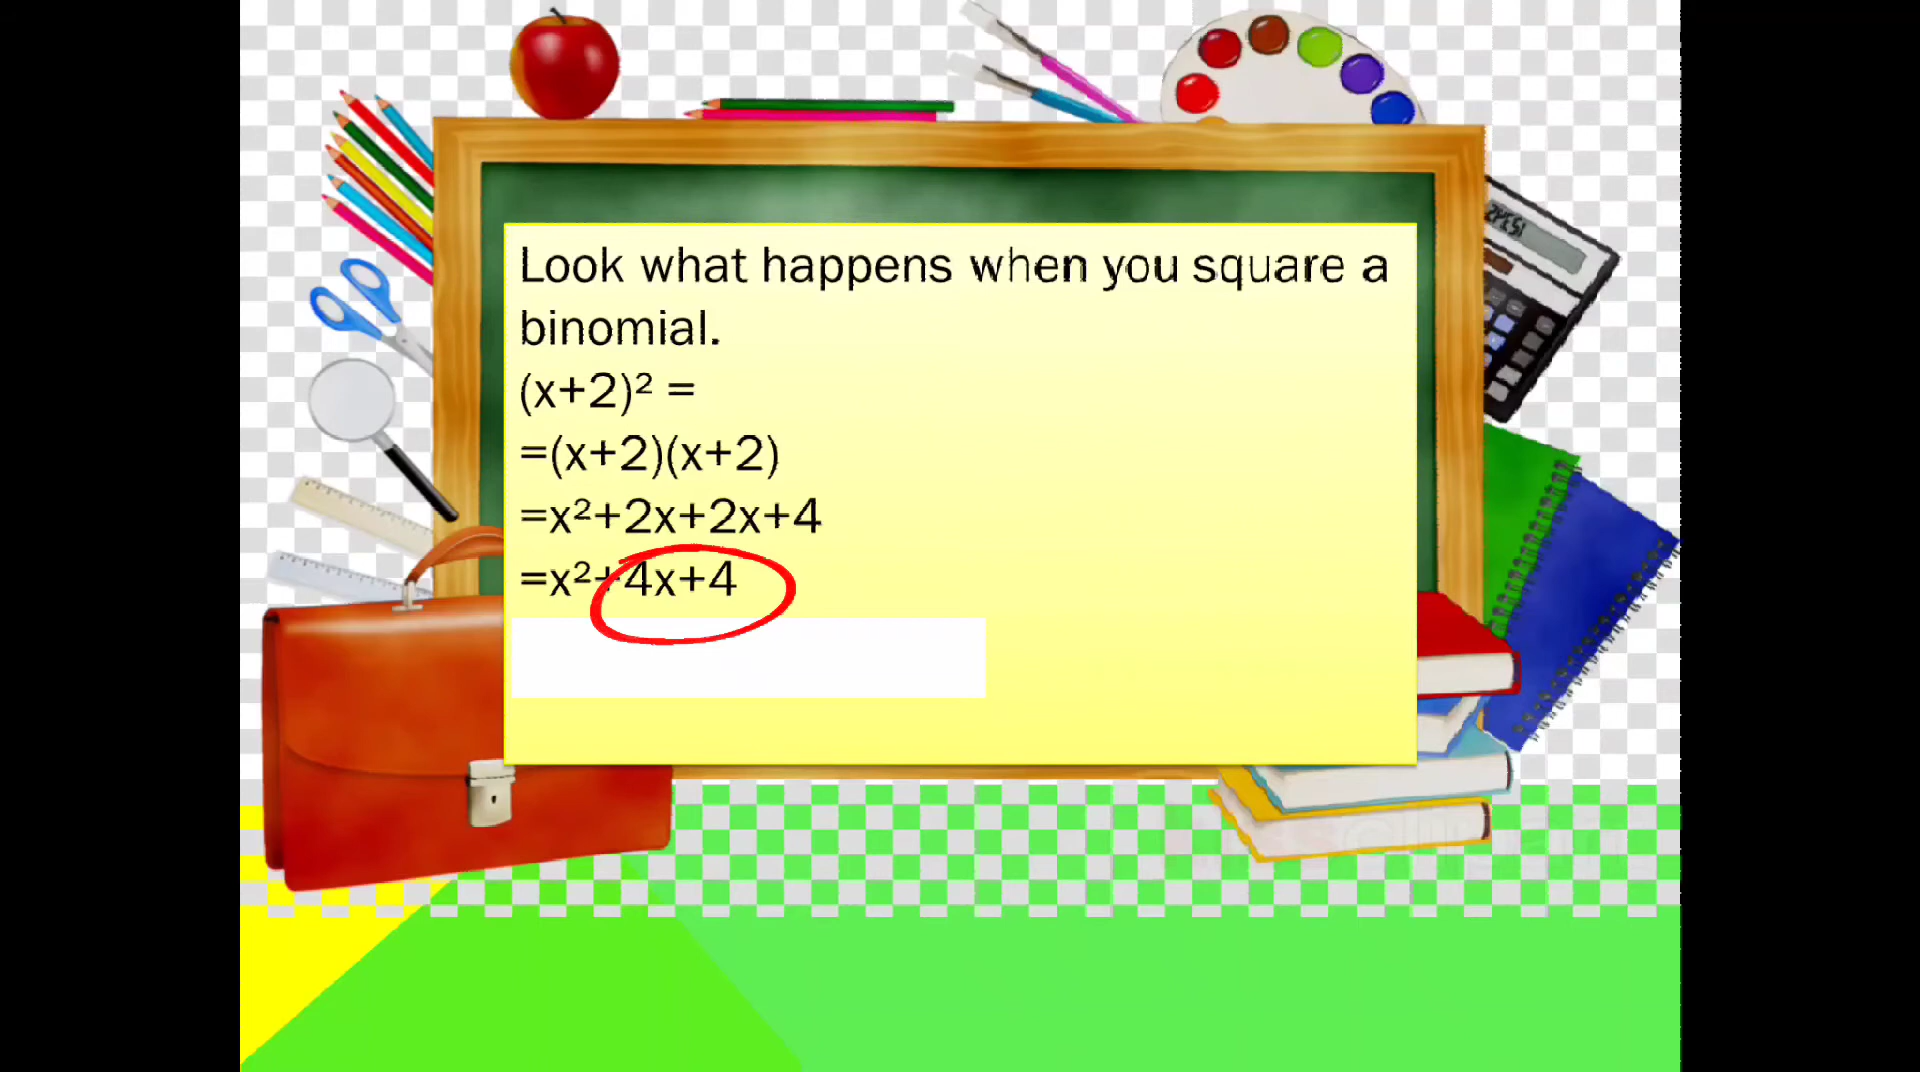 Look what happens when you square a
binomial.
(x+2)² =
=(x+2)(x+2)
=x²+2x+2x+4
=x²+4x+4